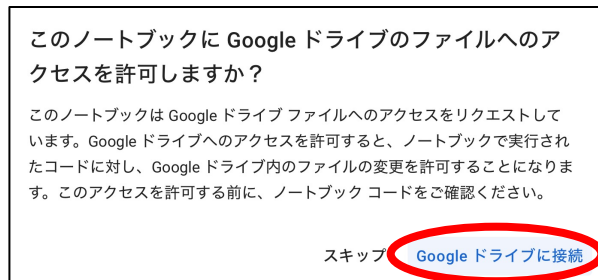 このノートブックに Google ドライブのファイルへのア
クセスを許可しますか？
このノートブックは Google ドライブ ファイルへのアクセスをリクエストして
います。Google ドライブへのアクセスを許可すると、ノートブックで実行され
たコードに対し、Google ドライブ内のファイルの変更を許可することになりま
す。このアクセスを許可する前に、ノートブック コードをご確認ください。
スキップ Google ドライブに接続